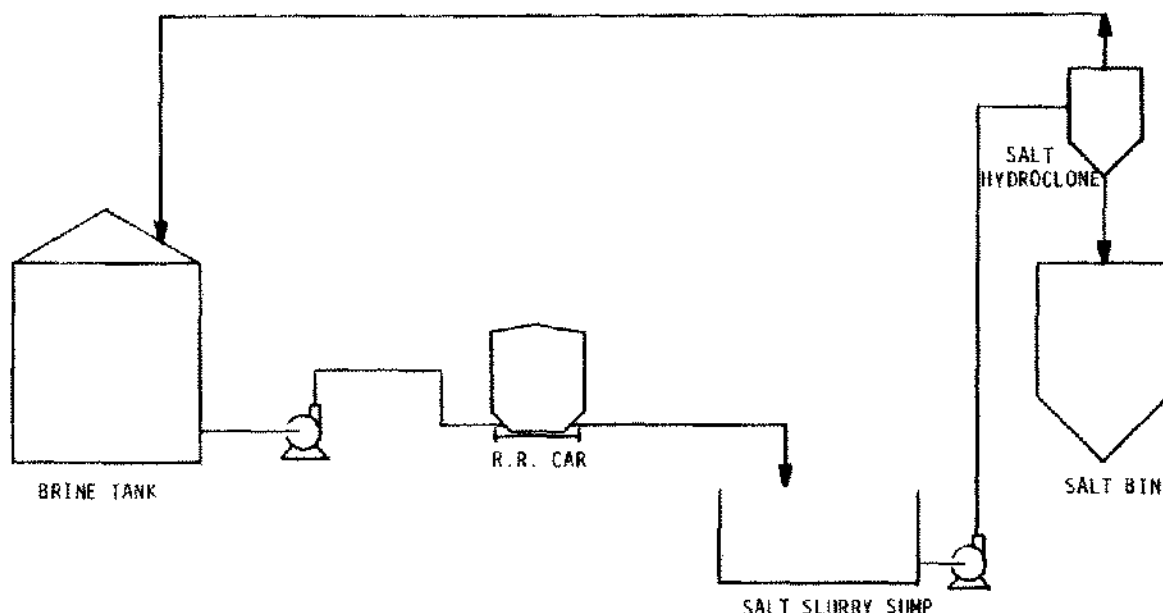 SALT
HYDROCLONE
R.R. CAR
BRINE TANK
SALT BIN
SALT SLURRY SUMP